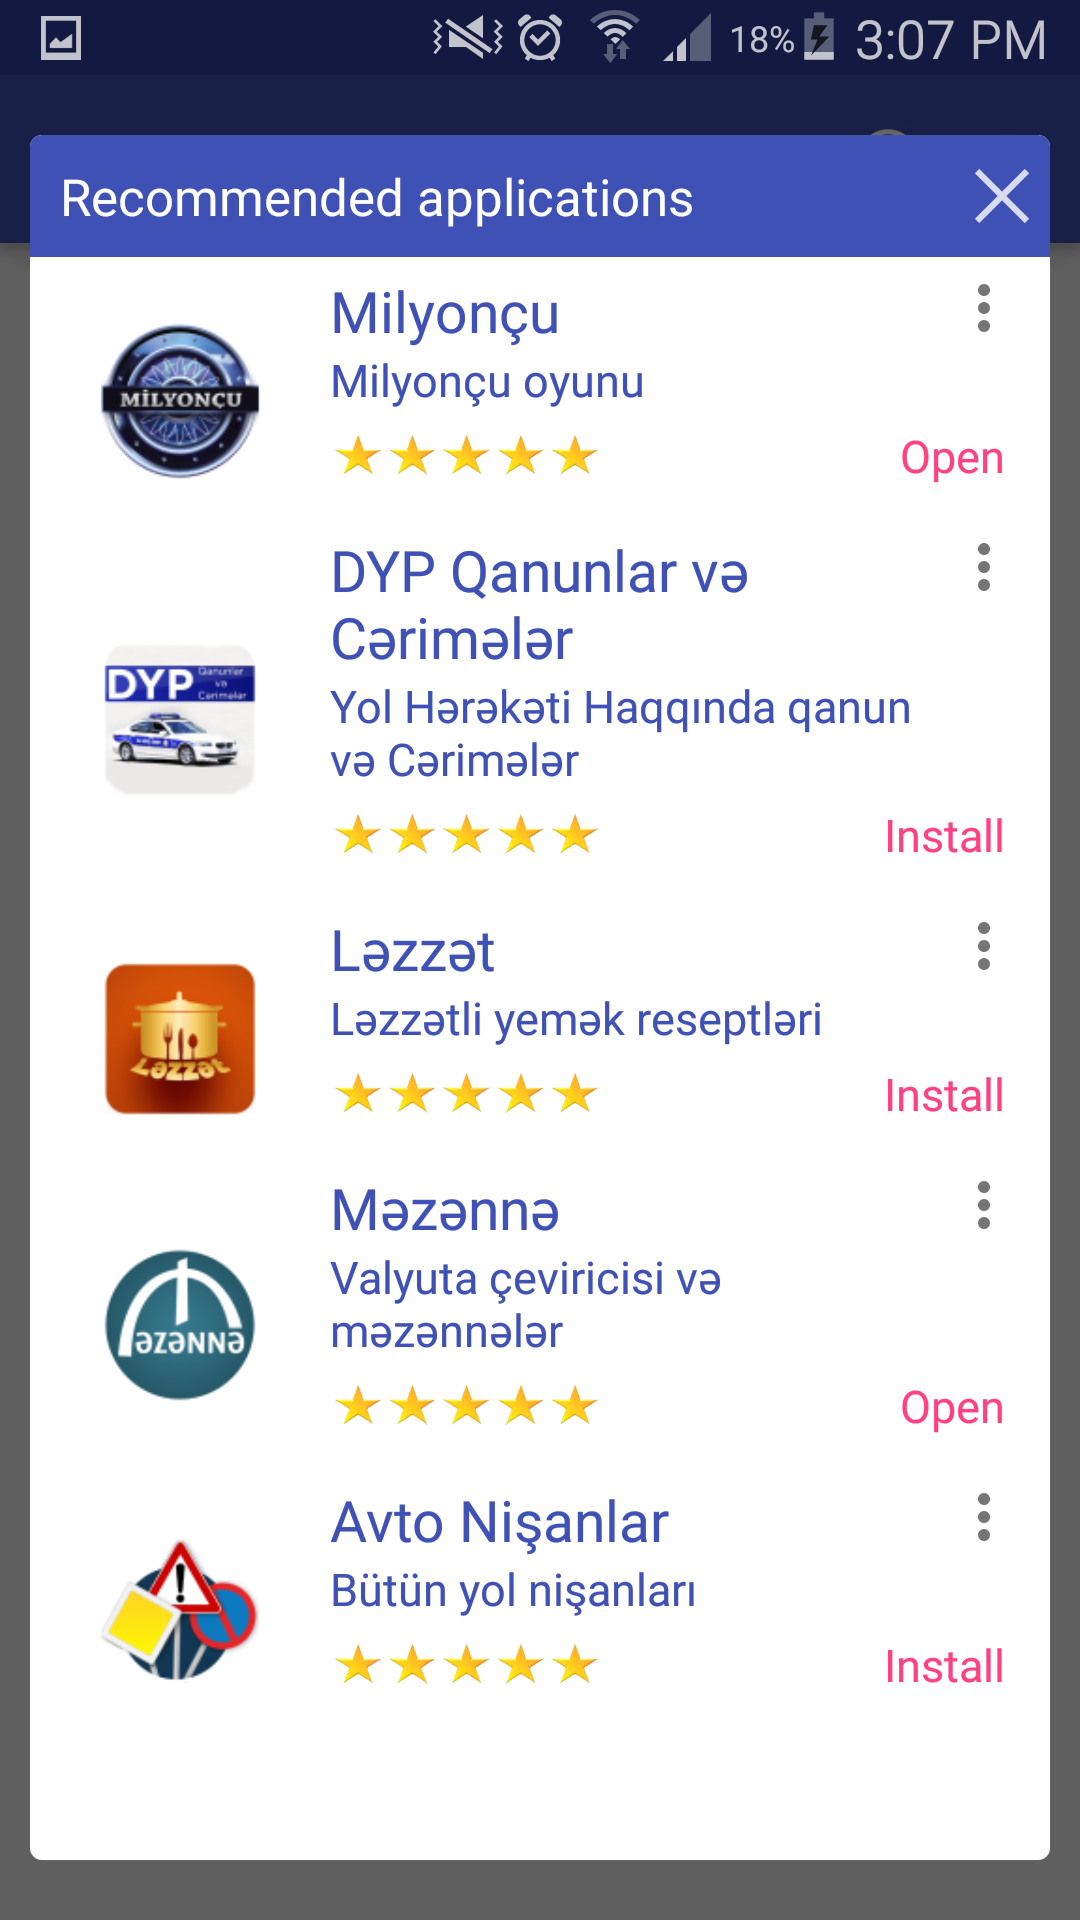 18% 3:07 PM
Recommended applications
Milyonçu
Milyonçu oyunu
MİLYONÇU
Open
DYP Qanunlar və
Cərimələr
DYP Qanunlar
və
Cərimələr
Yol Hərəkəti Haqqında qanun
və Cərimələr
Install
Ləzzət
Ləzzətli yemək reseptləri
Ləzzət
Install
Məzənnə
Valyuta çeviricisi və
məzənnələr
əzənnə
Open
Avto Nişanlar
Bütün yol nişanları
Install